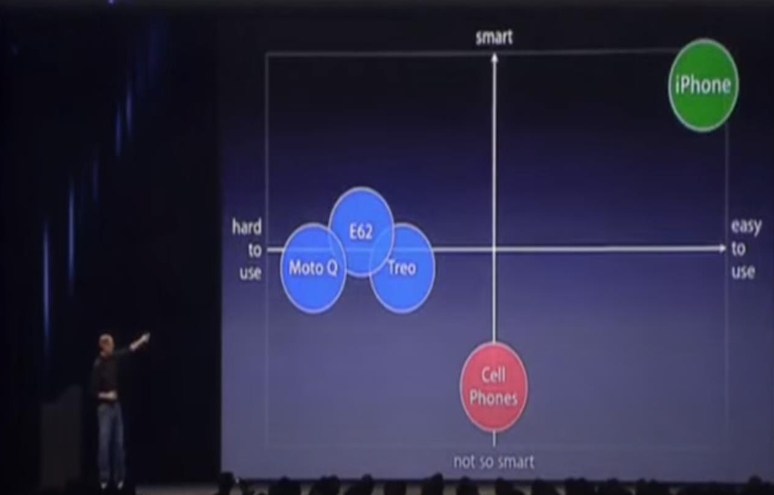 smart
iPhone
hard
to
use
easy
to
use
E62
Moto Q
Treo
Cell
Phones
not so smart